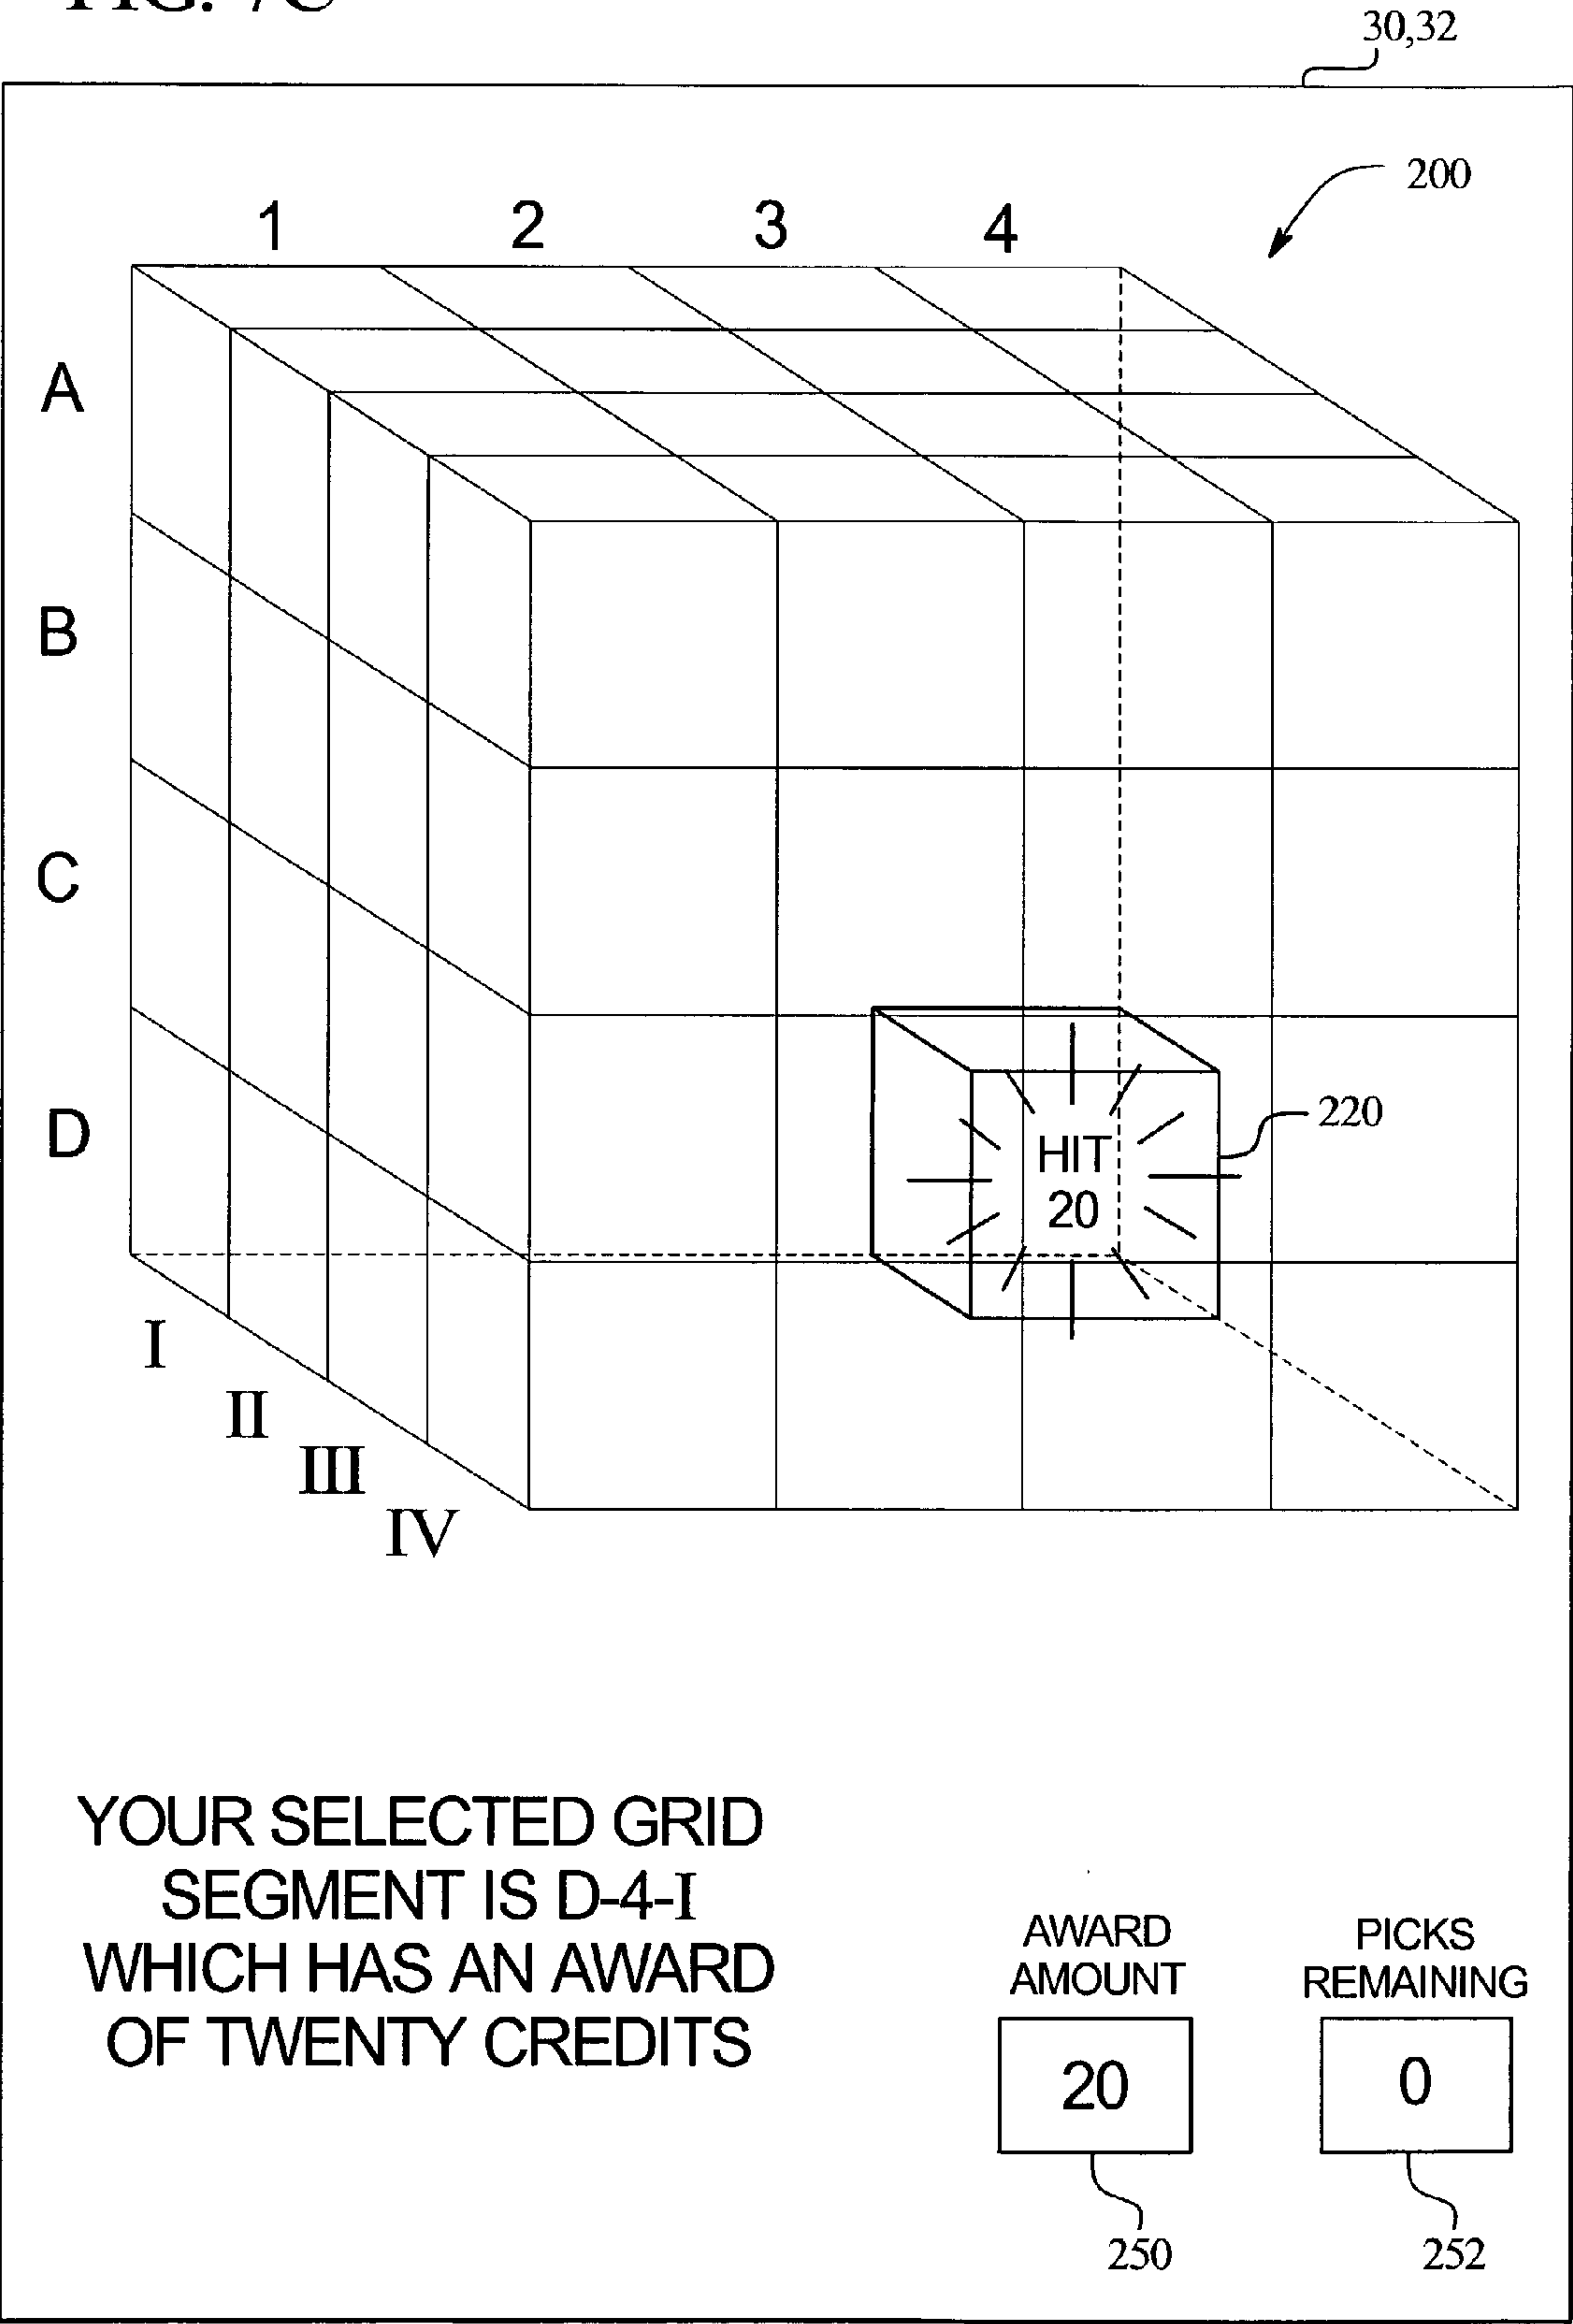 30,32
200
1 2 3 4
A
B
C
D
HIT
20
220
I
II
III
IV
YOUR SELECTED GRID
SEGMENT IS D-4-I
WHICH HAS AN AWARD
OF TWENTY CREDITS
AWARD
AMOUNT
20
250
PICKS
REMAINING
0
252